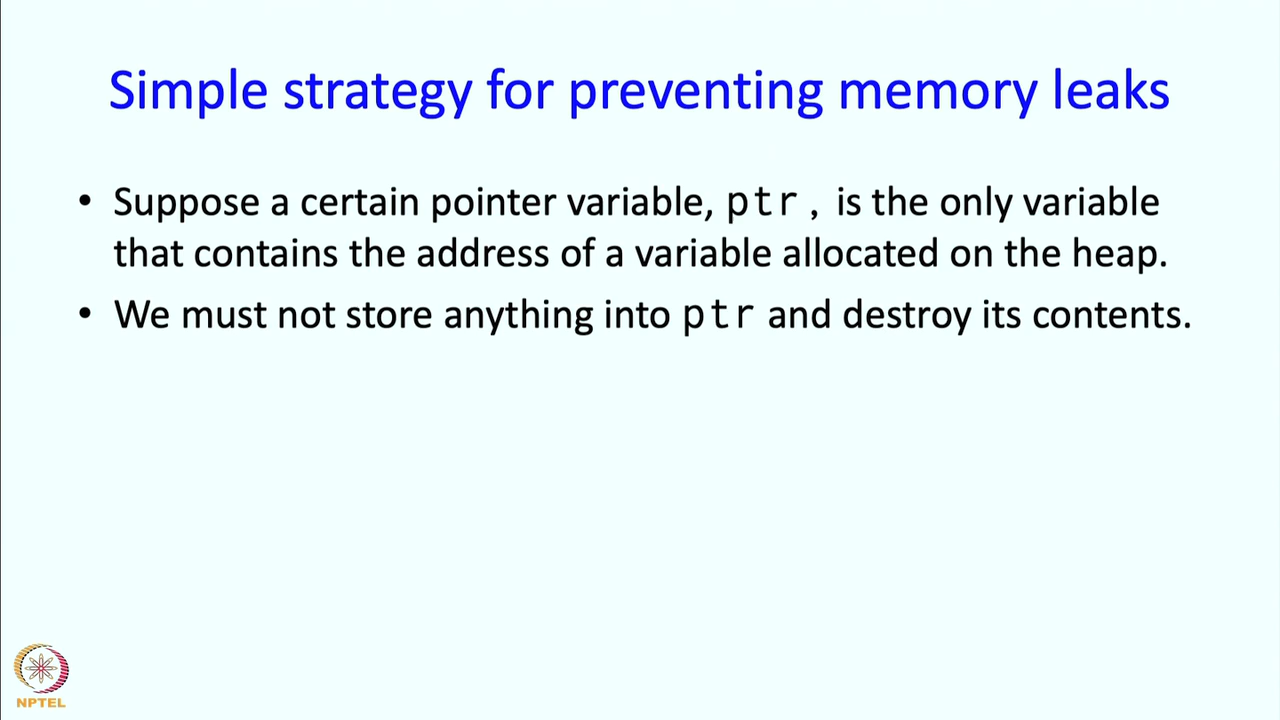 Simple strategy for preventing memory leaks
• Suppose a certain pointer variable, ptr, is the only variable
that contains the address of a variable allocated on the heap.
• We must not store anything into ptr and destroy its contents.
NPTEL